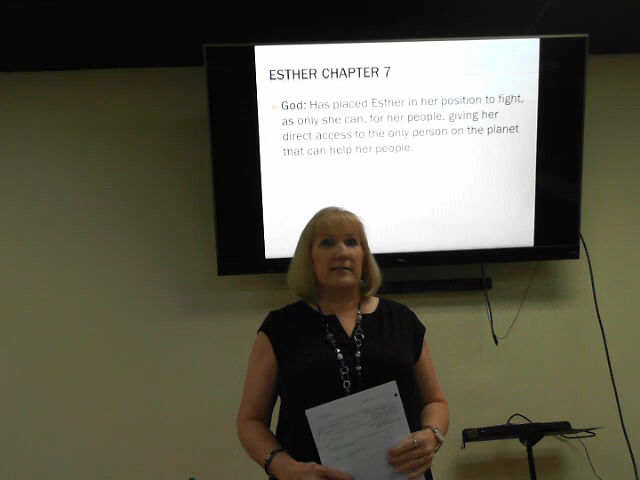 ESTHER CHAPTER 7
God: Has placed Esther in her position to fight,
as only she can, for her people, giving her
direct access to the only person on the planet
that can help her people.